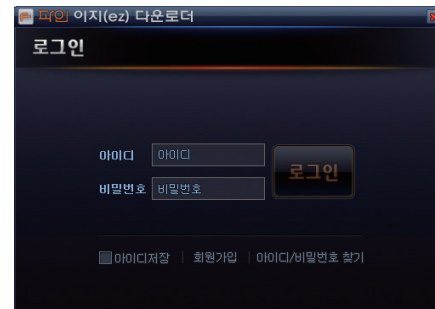 파인 이지(ez) 다운로더
로그인
아이디 아이디
로그인
비밀번호 비밀번호
아이디저장 | 회원가입 | 아이디/비밀번호 찾기